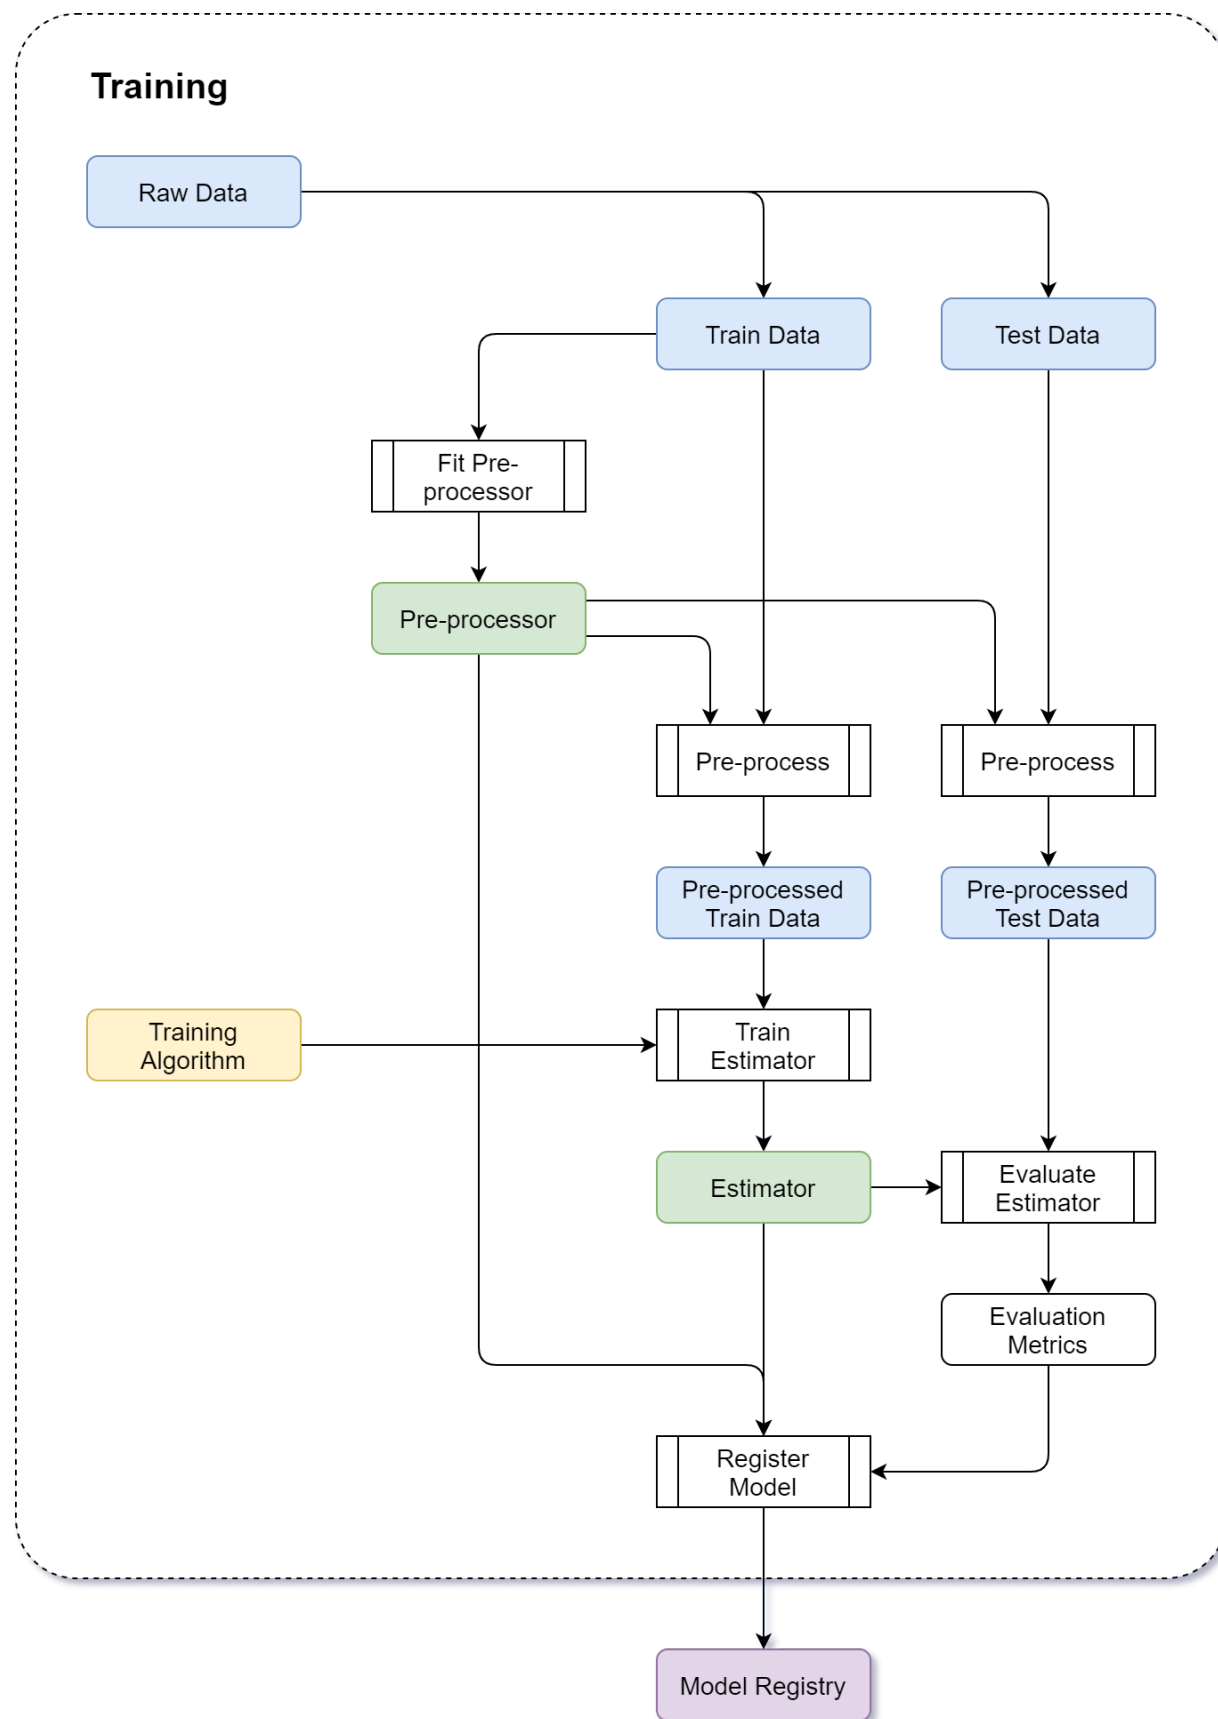 Training
Raw Data
Train Data
Test Data
Fit Pre-
processor
Pre-processor
Pre-process
Pre-process
Pre-processed
Train Data
Pre-processed
Test Data
Training
Algorithm
Train
Estimator
Estimator
Evaluate
Estimator
Evaluation
Metrics
Register
Model
Model Registry